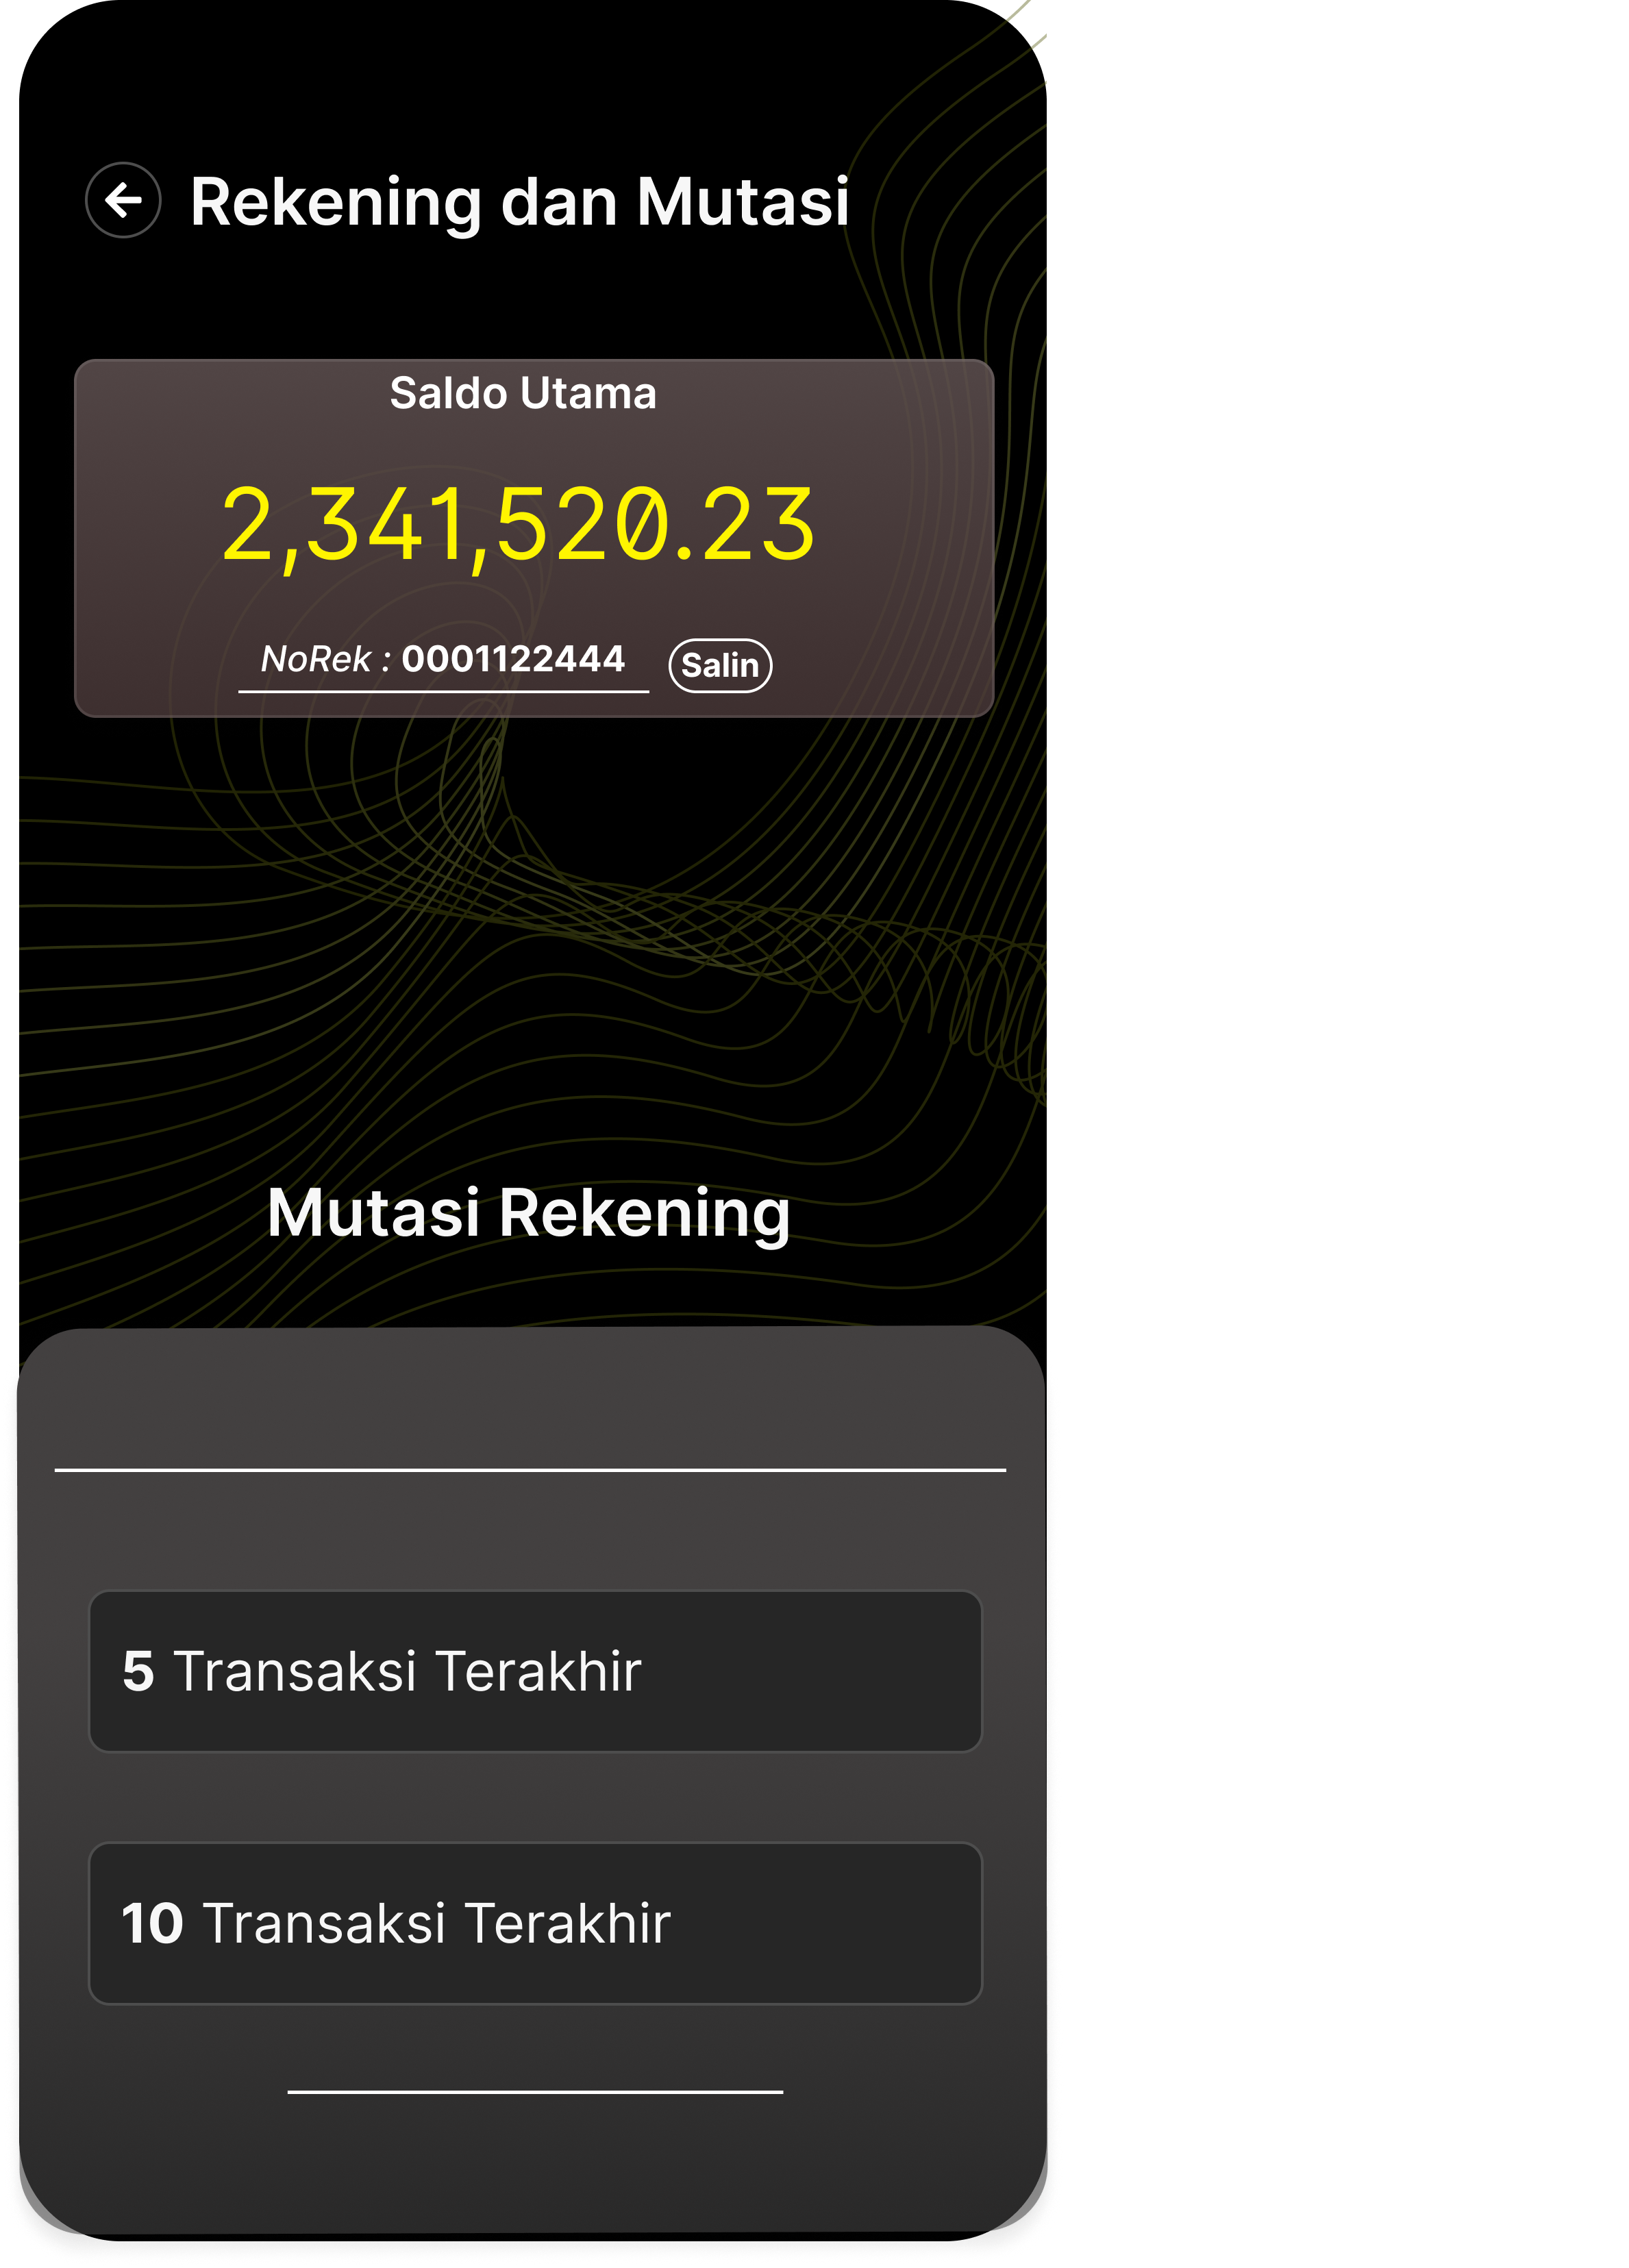 Rekening dan Mutasi
Saldo Utama
2,341,520.23
NoRek : 0001122444 Salin
Mutasi Rekening
5 Transaksi Terakhir
10 Transaksi Terakhir